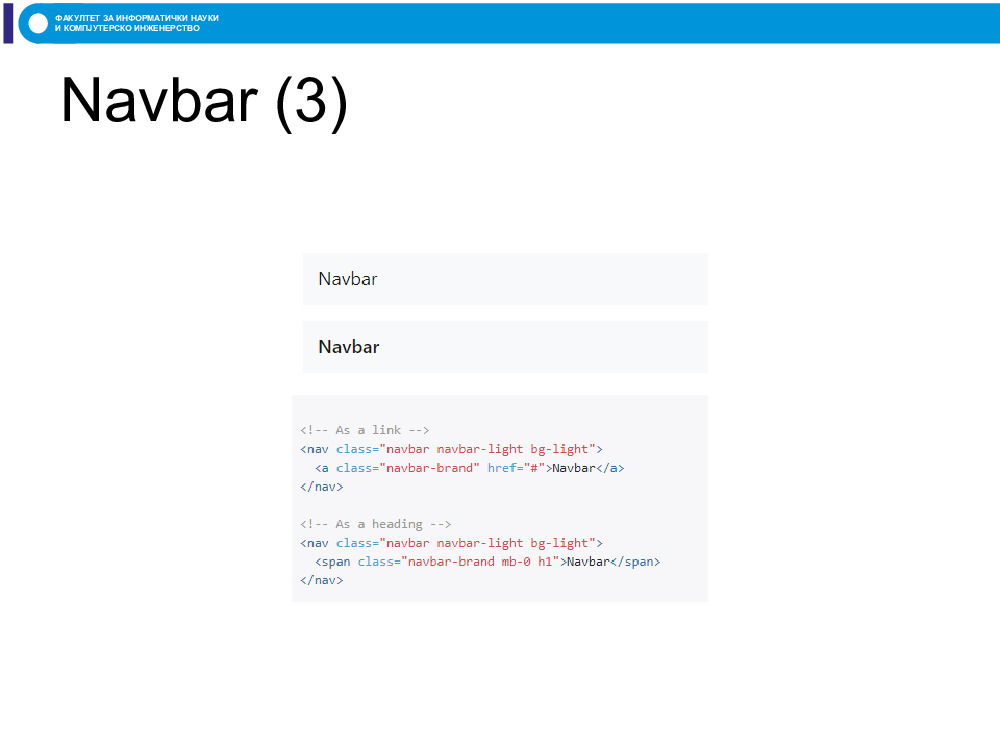 ФАКУЛТЕТ ЗА ИНФОРМАТИЧКИ НАУКИ
И КОМПЈУТЕРСКО ИНЖЕНЕРСТВО
Navbar (3)
Navbar
Navbar
<!-- As a link -->
<nav class="navbar navbar-light bg-light">
  <a class="navbar-brand" href="#">Navbar</a>
</nav>
<!-- As a heading -->
<nav class="navbar navbar-light bg-light">
  <span class="navbar-brand mb-0 h1">Navbar</span>
</nav>